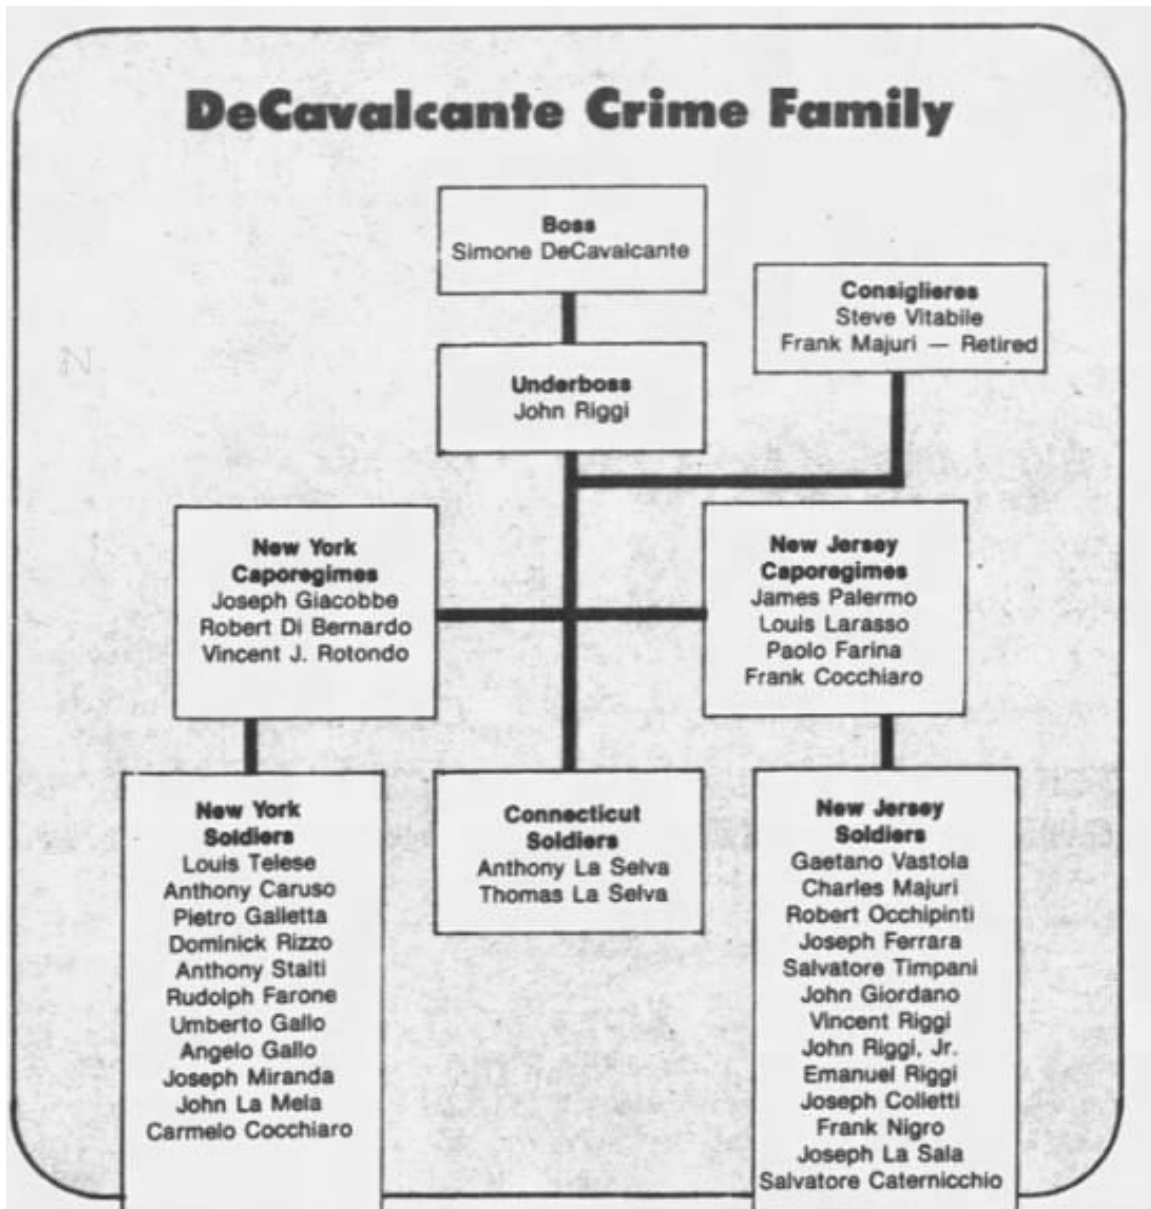 DeCavalcante Crime Family
Boss
Simone DeCavalcante
Consiglieres
Steve Vitabile
Frank Majuri — Retired
Underboss
John Riggi
New York
Caporegimes
Joseph Giacobbe
Robert Di Bernardo
Vincent J. Rotondo
New Jersey
Caporegimes
James Palermo
Louis Larasso
Paolo Farina
Frank Cocchiaro
New York
Soldiers
Louis Telese
Anthony Caruso
Pietro Galletta
Dominick Rizzo
Anthony Staiti
Rudolph Farone
Umberto Gallo
Angelo Gallo
Joseph Miranda
John La Mela
Carmelo Cocchiaro
Connecticut
Soldiers
Anthony La Selva
Thomas La Selva
New Jersey
Soldiers
Gaetano Vastola
Charles Majuri
Robert Occhipinti
Joseph Ferrara
Salvatore Timpani
John Giordano
Vincent Riggi
John Riggi, Jr.
Emanuel Riggi
Joseph Colletti
Frank Nigro
Joseph La Sala
Salvatore Caternicchio